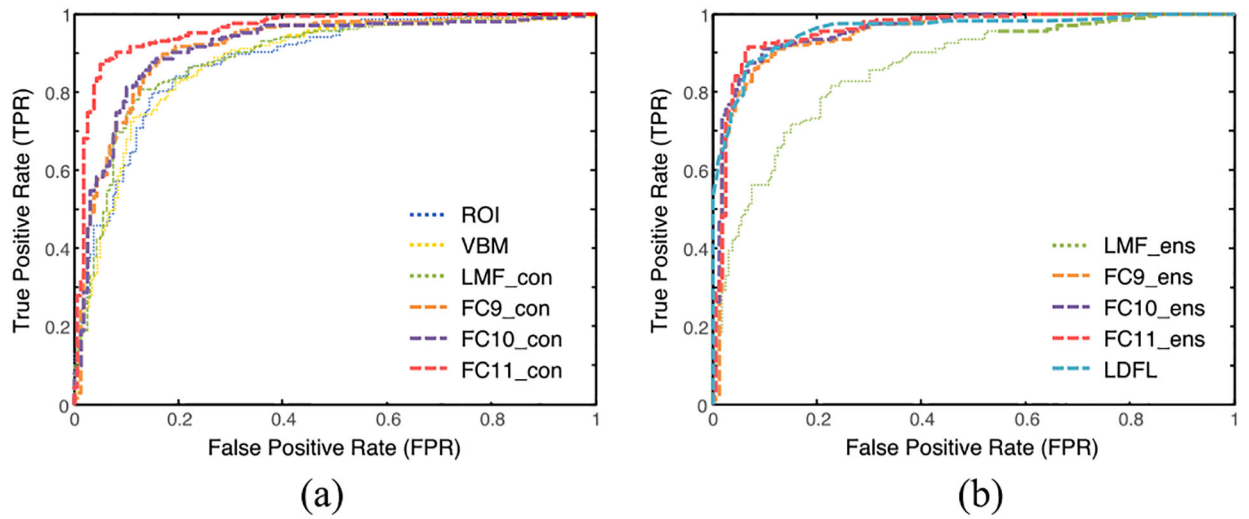 1
0.8
0.6
0.4
0.2
0
True Positive Rate (TPR)
ROI
VBM
LMF_con
FC9_con
FC10_con
FC11_con
0
0.2
0.4
0.6
0.8
1
False Positive Rate (FPR)
(a)
1
0.8
0.6
0.4
0.2
0
True Positive Rate (TPR)
LMF_ens
FC9_ens
FC10_ens
FC11_ens
LDFL
0
0.2
0.4
0.6
0.8
1
False Positive Rate (FPR)
(b)